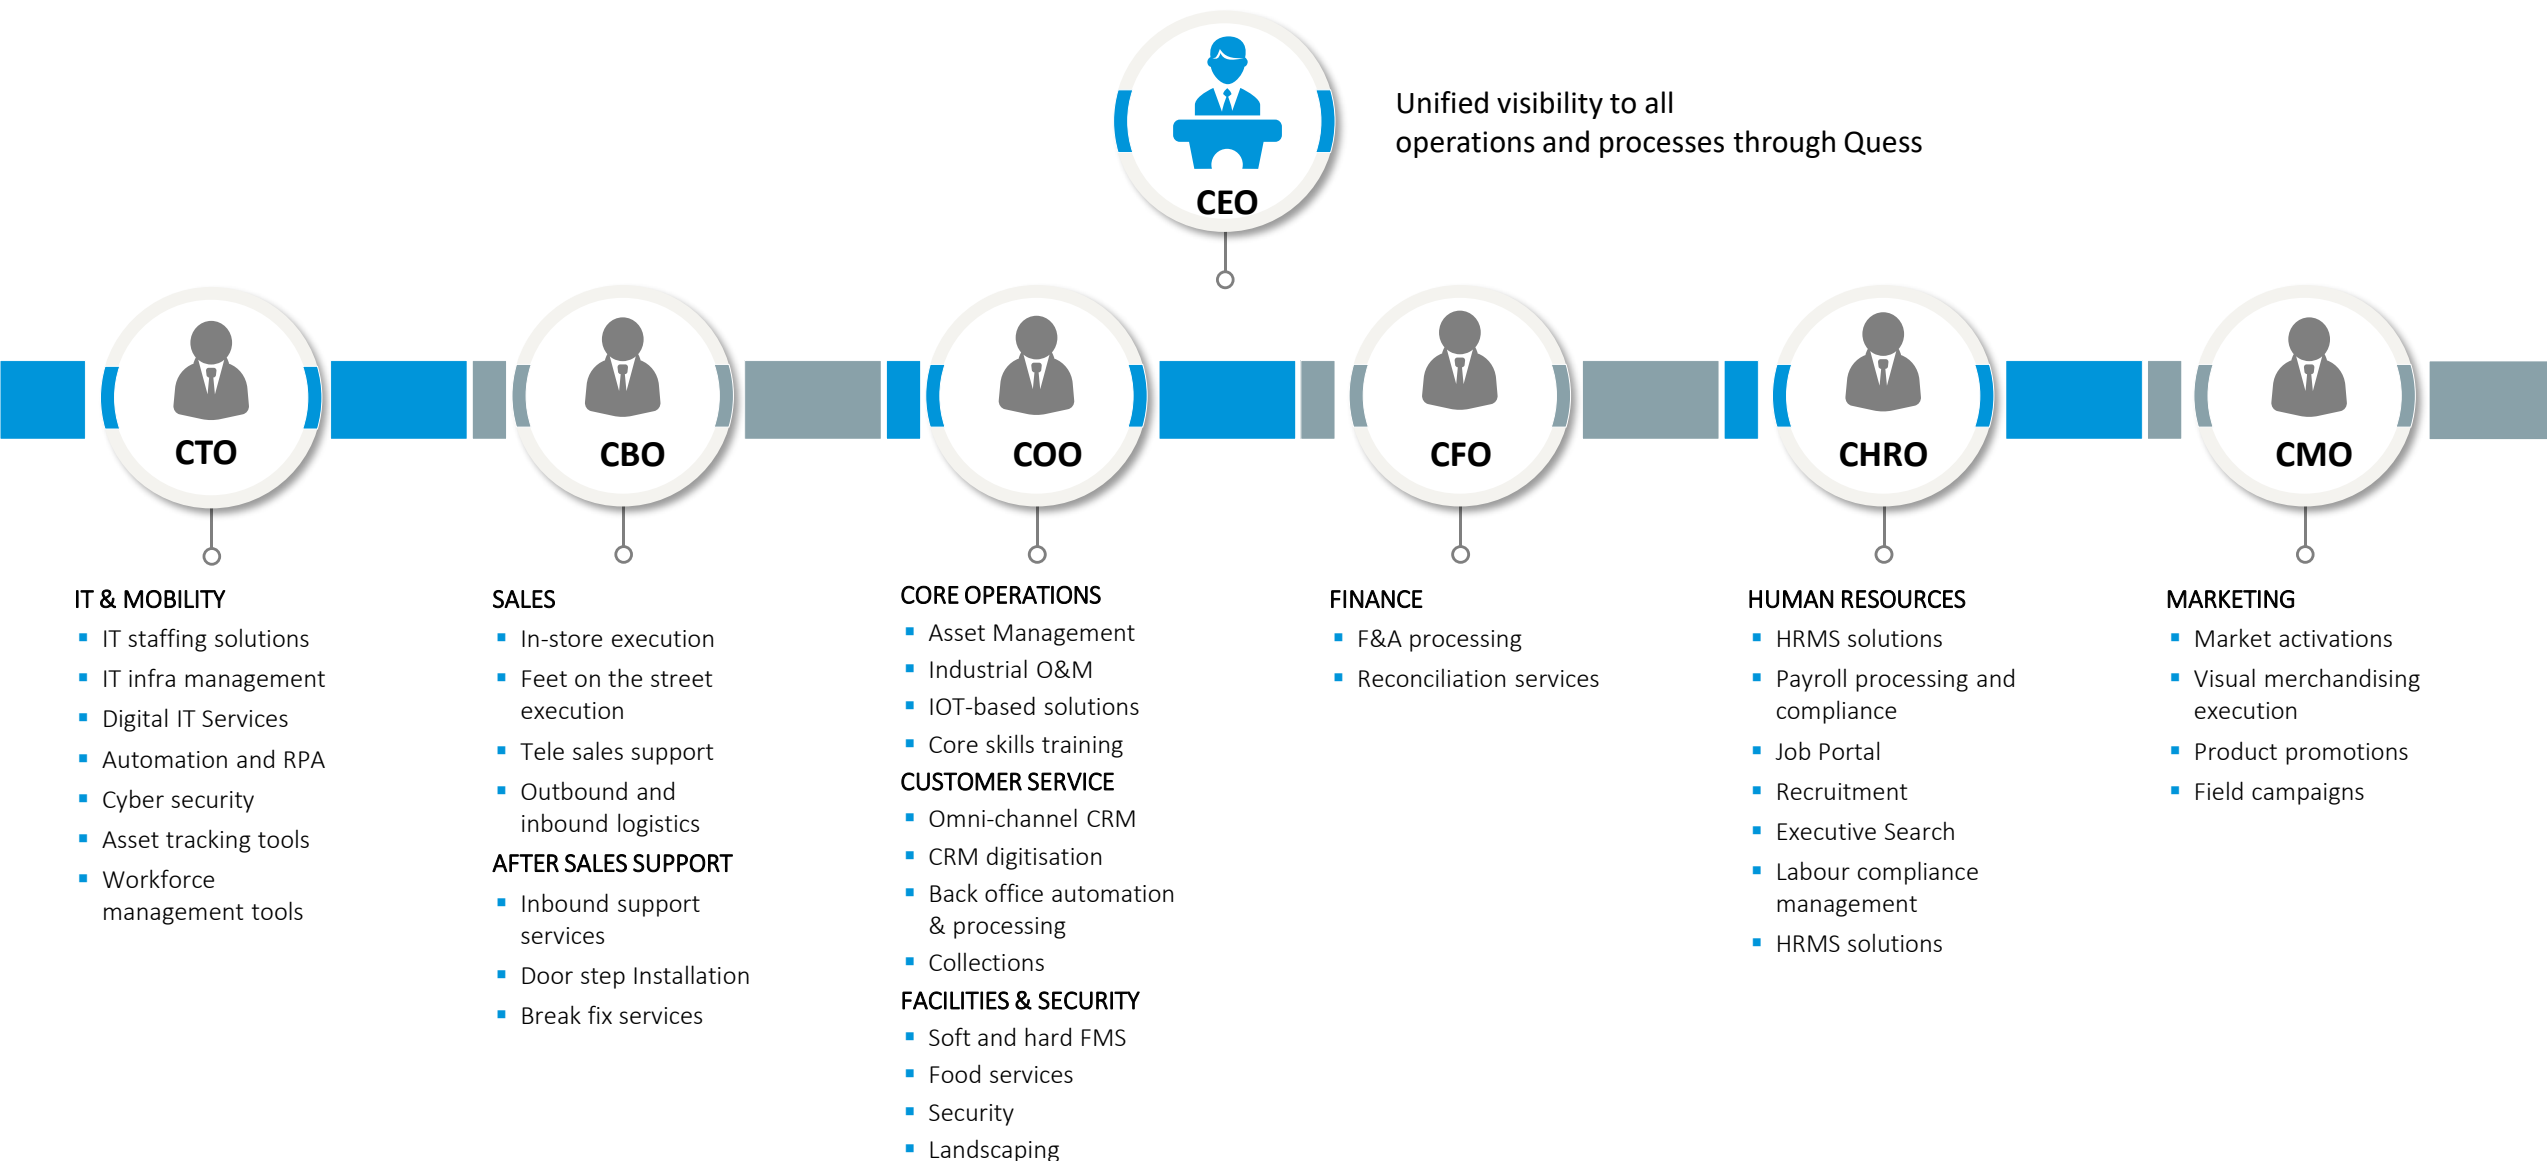 Unified visibility to all
operations and processes through Quess
CEO
CTO
CBO
COO
CFO
CHRO
CMO
IT & MOBILITY
IT staffing solutions
IT infra management
Digital IT Services
Automation and RPA
Cyber security
Asset tracking tools
Workforce
management tools
SALES
In-store execution
Feet on the street
execution
Tele sales support
Outbound and
inbound logistics
AFTER SALES SUPPORT
Inbound support
services
Door step Installation
Break fix services
CORE OPERATIONS
Asset Management
Industrial O&M
IOT-based solutions
Core skills training
CUSTOMER SERVICE
Omni-channel CRM
CRM digitisation
Back office automation
& processing
Collections
FACILITIES & SECURITY
Soft and hard FMS
Food services
Security
Landscaping
FINANCE
F&A processing
Reconciliation services
HUMAN RESOURCES
HRMS solutions
Payroll processing and
compliance
Job Portal
Recruitment
Executive Search
Labour compliance
management
HRMS solutions
MARKETING
Market activations
Visual merchandising
execution
Product promotions
Field campaigns